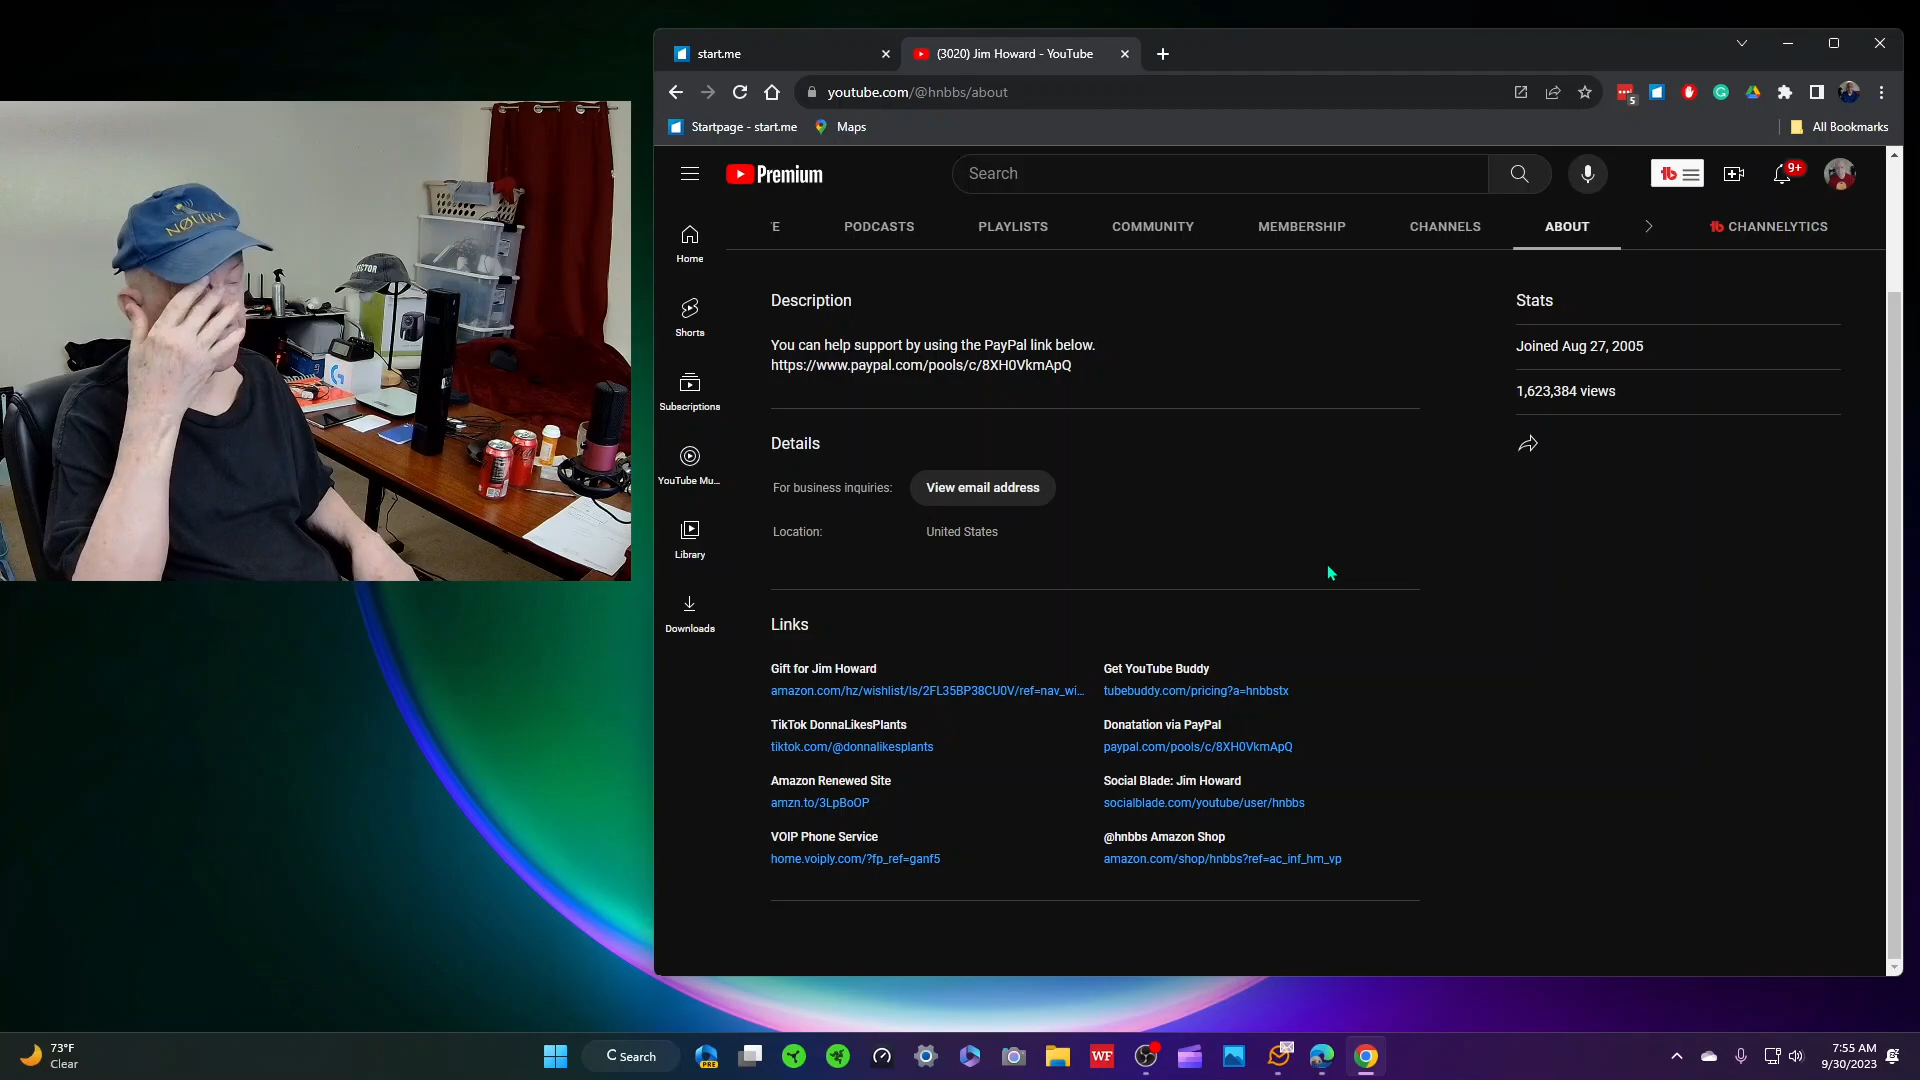 start.me
(3020) Jim Howard - YouTube
youtube.com/@hnbbs/about
5
Startpage - start.me
Maps
All Bookmarks
Premium
Search
9+
E
PODCASTS
PLAYLISTS
COMMUNITY
MEMBERSHIP
CHANNELS
ABOUT
CHANNELYTICS
Home
Shorts
Subscriptions
YouTube Mu...
Library
Downloads
Description
You can help support by using the PayPal link below.
https://www.paypal.com/pools/c/8XH0VkmApQ
Stats
Joined Aug 27, 2005
1,623,384 views
Details
For business inquiries:
View email address
Location:
United States
Links
Gift for Jim Howard
amazon.com/hz/wishlist/ls/2FL35BP38CU0V/ref=nav_wi...
Get YouTube Buddy
tubebuddy.com/pricing?a=hnbbstx
TikTok DonnaLikesPlants
tiktok.com/@donnalikesplants
Donatation via PayPal
paypal.com/pools/c/8XH0VkmApQ
Amazon Renewed Site
amzn.to/3LpBoOP
Social Blade: Jim Howard
socialblade.com/youtube/user/hnbbs
VOIP Phone Service
home.voiply.com/?fp_ref=ganf5
@hnbbs Amazon Shop
amazon.com/shop/hnbbs?ref=ac_inf_hm_vp
NØUWY
73°F
Clear
Search
PRE
WF
7:55 AM
9/30/2023